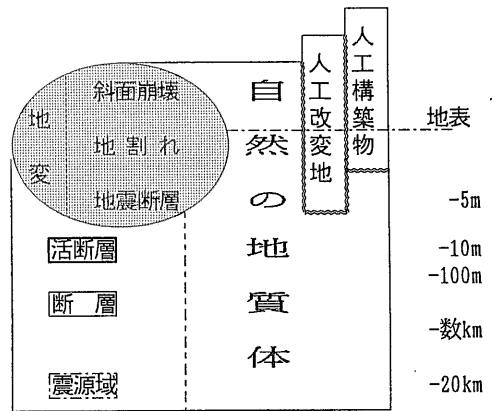 地変
斜面崩壊
地割れ
地震断層
活断層
断層
震源域
自然の地質体
人工改変地
人工構築物
地表
-5m
-10m
-100m
-数km
-20km